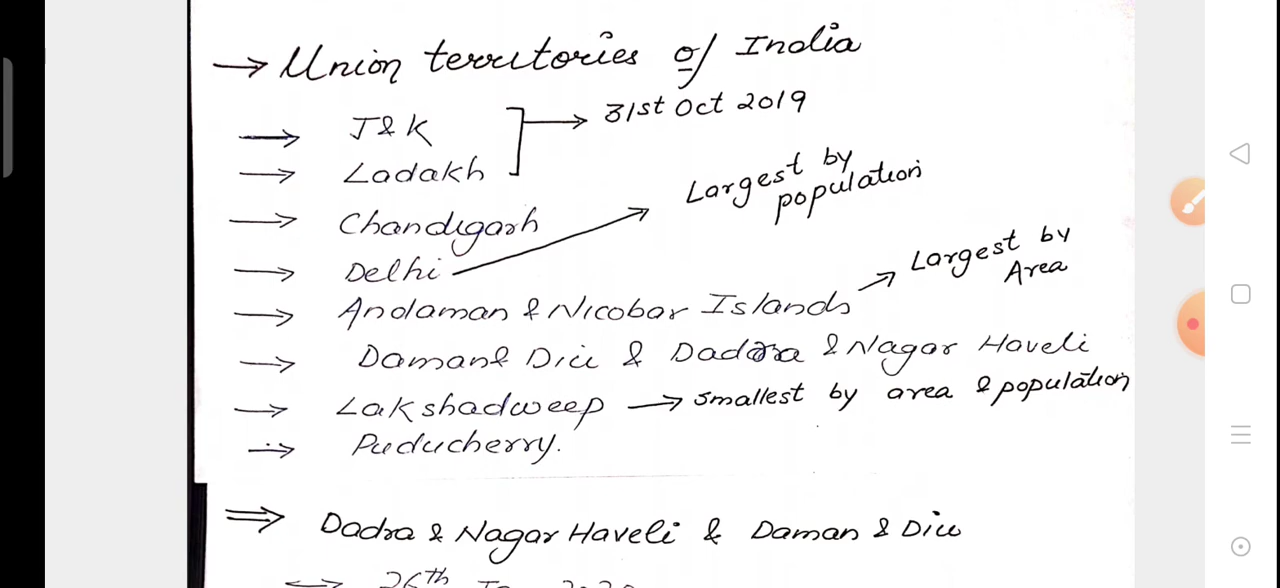 → Union territories of India
→ J&K
→ 31st Oct 2019
→ Ladakh
→ Chandigarh
→ Delhi → Largest by population
→ Andaman & Nicobar Islands → Largest by Area
→ Daman & Diu & Dadra & Nagar Haveli
→ Lakshadweep → smallest by area & population
→ Puducherry.
⇒ Dadra & Nagar Haveli & Daman & Diu
26th